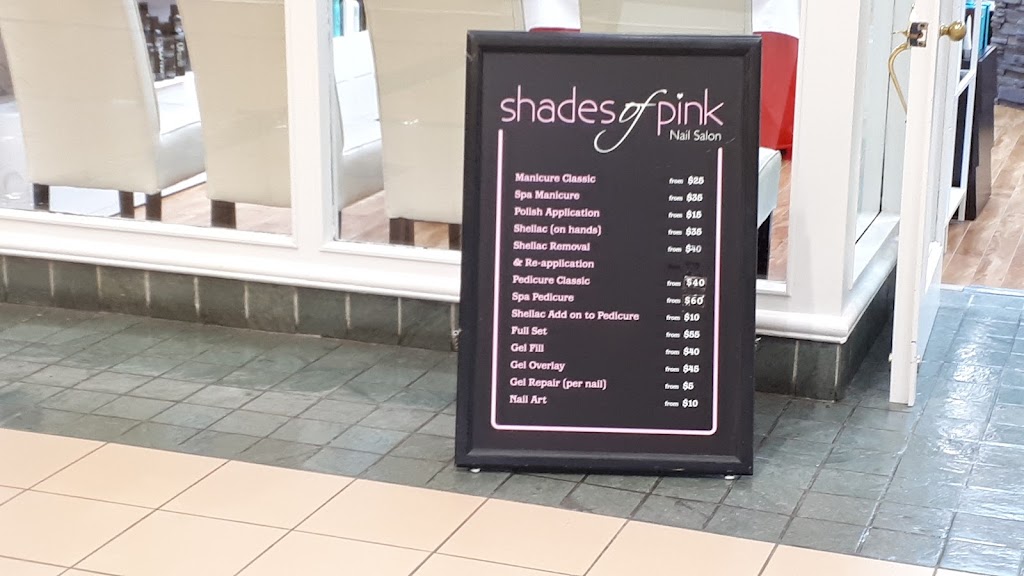 shades of pink
Nail Salon
Manicure Classic from $25
Spa Manicure from $35
Polish Application from $15
Shellac (on hands) from $35
Shellac Removal from $40
& Re-application
Pedicure Classic from $40
Spa Pedicure from $60
Shellac Add on to Pedicure from $10
Full Set from $55
Gel Fill from $40
Gel Overlay from $45
Gel Repair (per nail) from $5
Nail Art from $10